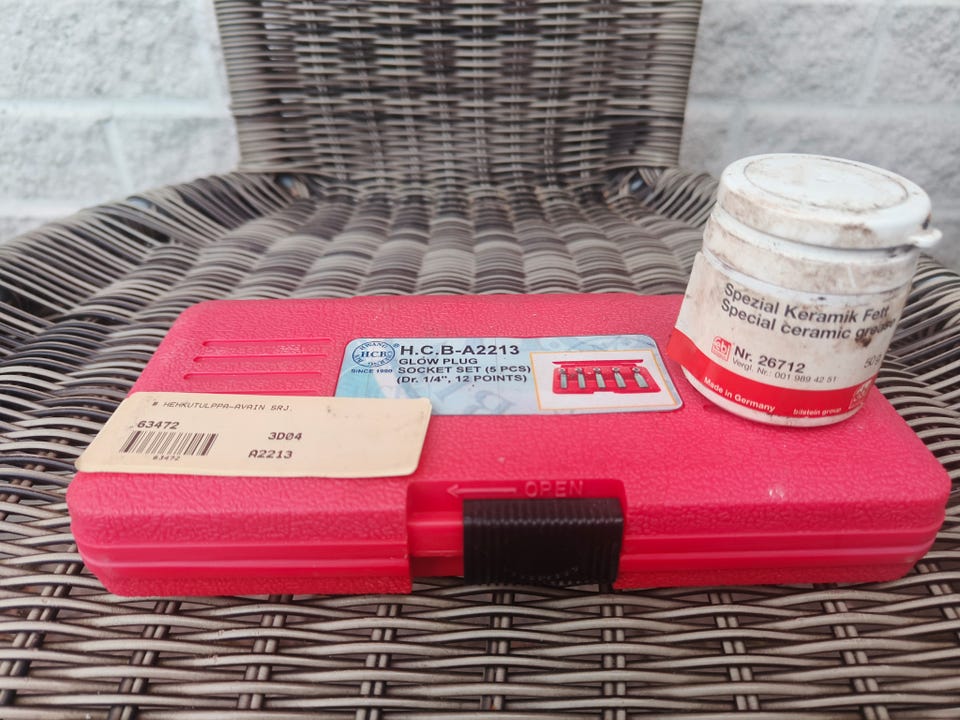 HCB
SINCE 1980
H.C.B-A2213
GLOW PLUG
SOCKET SET (5 PCS)
(Dr. 1/4", 12 POINTS)
# HEHKUTULPPA-AVAIN SRJ.
63472
3D04
63472
A2213
OPEN
Spezial Keramik Fett
Special ceramic grease
febi
Nr. 26712
50 g
Vergl. Nr. 001 989 42 51
Made in Germany
bilstein group